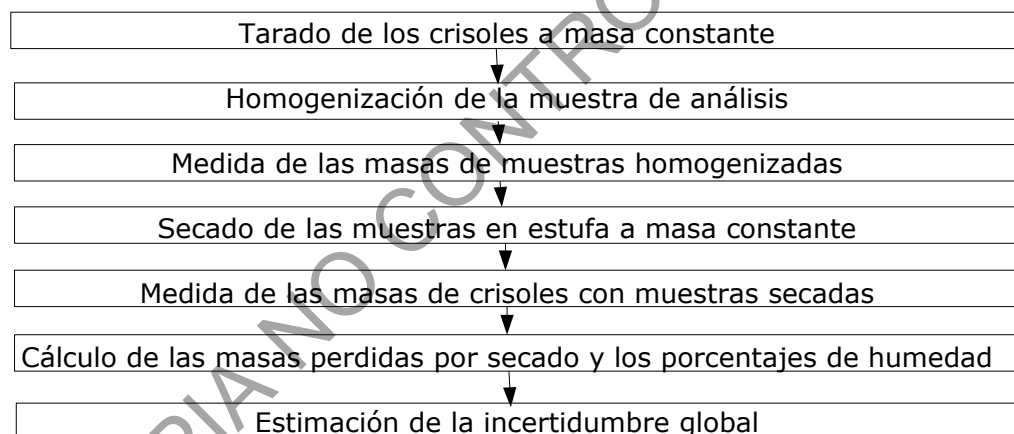 Tarado de los crisoles a masa constante
Homogenización de la muestra de análisis
Medida de las masas de muestras homogenizadas
Secado de las muestras en estufa a masa constante
Medida de las masas de crisoles con muestras secadas
Cálculo de las masas perdidas por secado y los porcentajes de humedad
Estimación de la incertidumbre global
NO